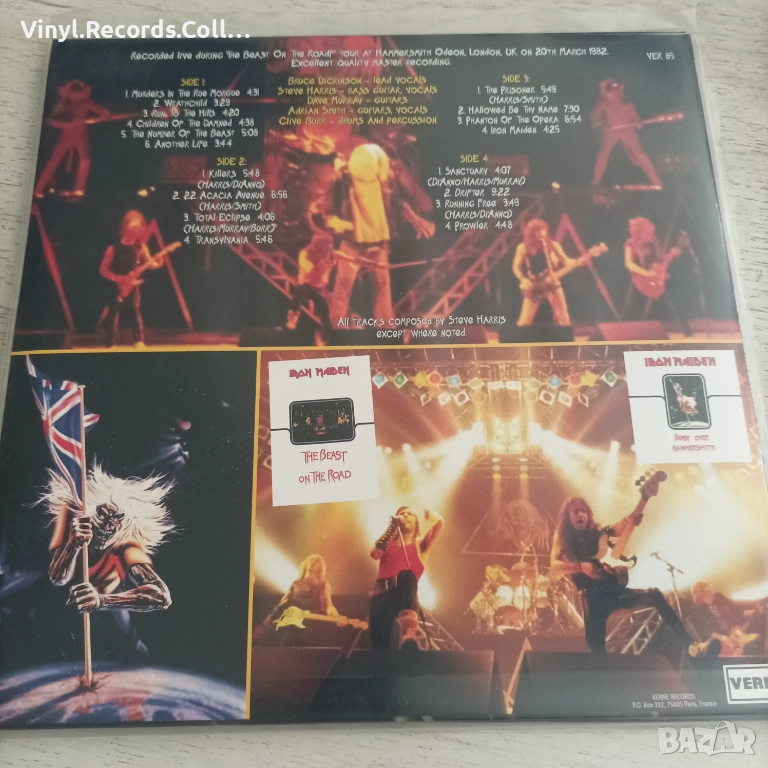 Vinyl.Records.Coll...
Recorded live during "The Beast On The Road!" tour at Hammersmith Odeon, London, UK on 20th March 1982.
Excellent quality master recording.
VER 85
SIDE 1:
1. Murders In The Rue Morgue 4:31
2. Wrathchild 3:29
3. Run To The Hills 4:20
4. Children Of The Damned 4:38
5. The Number Of The Beast 5:08
6. Another Life 3:44
Bruce Dickinson - lead vocals
Steve Harris - bass guitar, vocals
Dave Murray - guitars
Adrian Smith - guitars, vocals
Clive Burr - drums and percussion
SIDE 3:
1. The Prisoner 5:49
(Harris/Smith)
2. Hallowed Be Thy Name 7:30
3. Phantom Of The Opera 6:54
4. Iron Maiden 4:25
SIDE 2:
1. Killers 5:48
(Harris/DiAnno)
2. 22 Acacia Avenue 6:56
(Harris/Smith)
3. Total Eclipse 4:06
(Harris/Murray/Burr)
4. Transylvania 5:46
SIDE 4:
1. Sanctuary 4:07
(DiAnno/Harris/Murray)
2. Drifter 9:22
3. Running Free 3:49
(Harris/DiAnno)
4. Prowler 4:48
All tracks composed by Steve Harris
except where noted.
IRON MAIDEN
THE BEAST
ON THE ROAD
IRON MAIDEN
HAMMERSMITH
VERNE RECORDS
P.O. Box 332, 75005 Paris, France
VERN
BAZAR